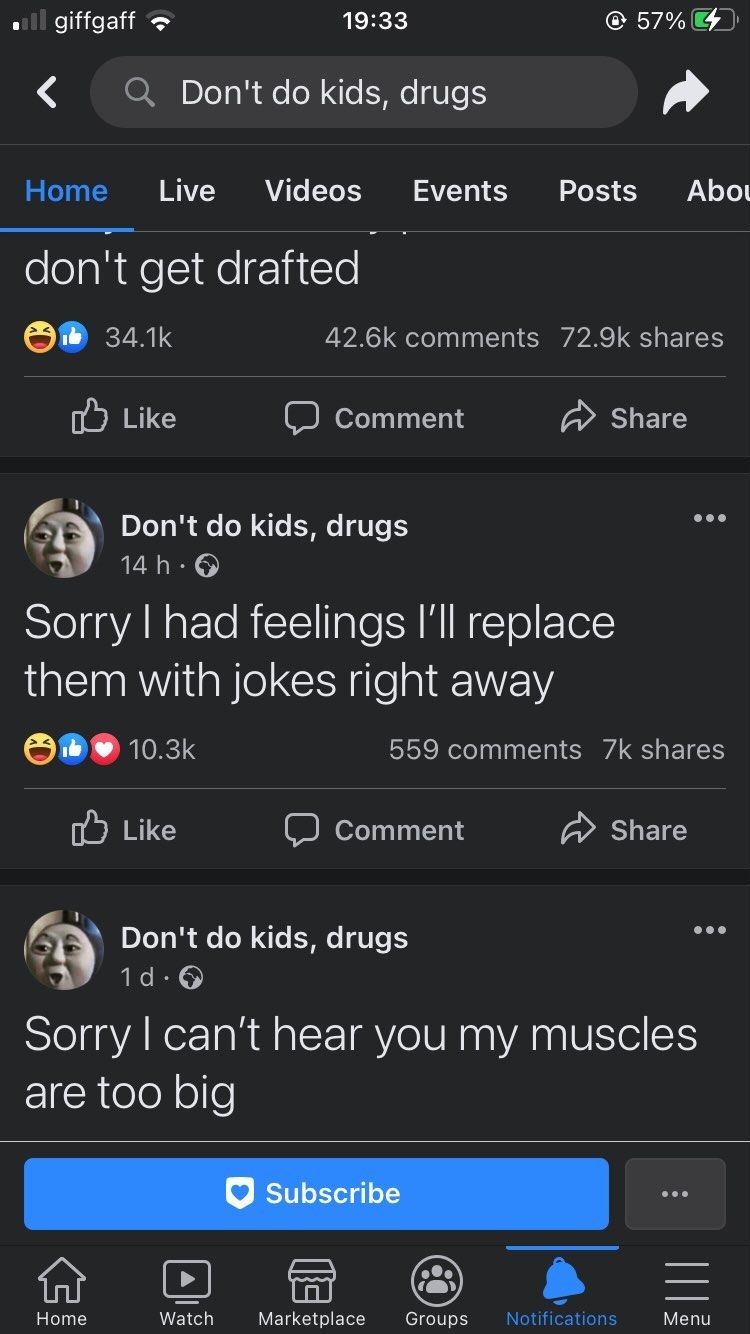 giffgaff 19:33 57%
Don't do kids, drugs
Home Live Videos Events Posts Abou
don't get drafted
34.1k 42.6k comments 72.9k shares
Like Comment Share
Don't do kids, drugs
14 h ·
Sorry I had feelings I’ll replace
them with jokes right away
10.3k 559 comments 7k shares
Like Comment Share
Don't do kids, drugs
1 d ·
Sorry I can’t hear you my muscles
are too big
Subscribe
Home Watch Marketplace Groups Notifications Menu